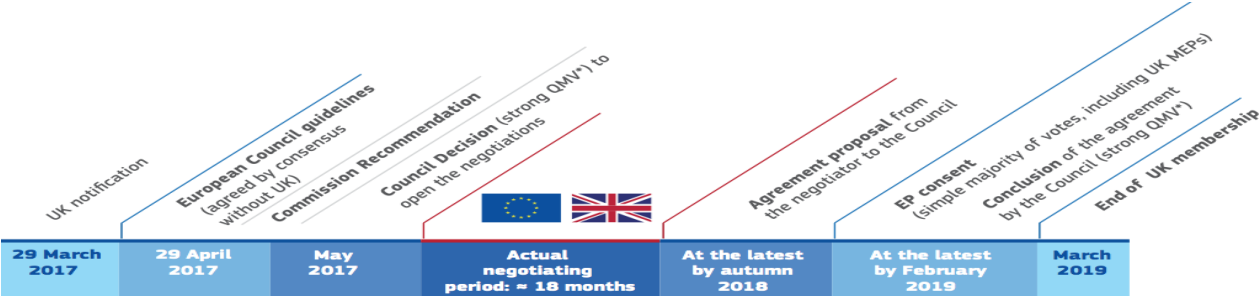 UK notification
European Council guidelines
(agreed by consensus
without UK)
Commission Recommendation
Council Decision (strong QMV*) to
open the negotiations
Agreement proposal from
the negotiator to the Council
EP consent
(simple majority of votes, including UK MEPs)
Conclusion of the agreement
by the Council (strong QMV*)
End of UK membership
29 March
2017
29 April
2017
May
2017
Actual
negotiating
period: ≈ 18 months
At the latest
by autumn
2018
At the latest
by February
2019
March
2019